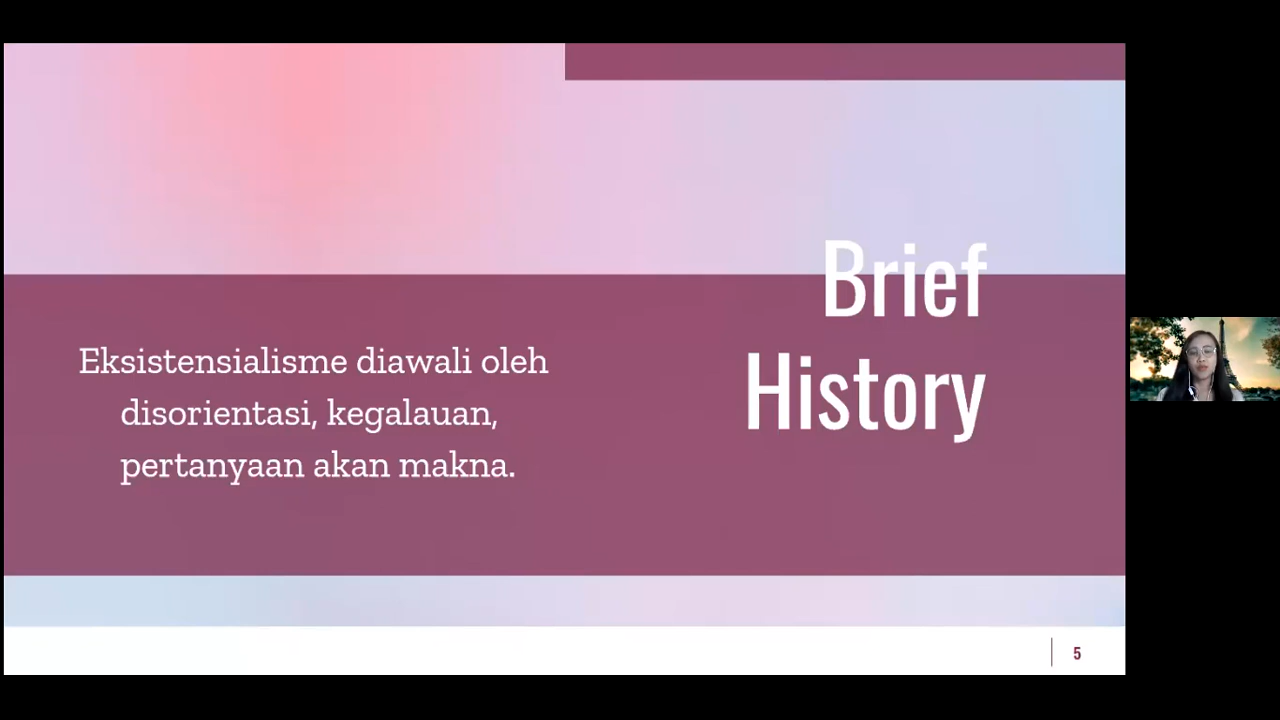 Brief
History
Eksistensialisme diawali oleh
disorientasi, kegalauan,
pertanyaan akan makna.
5